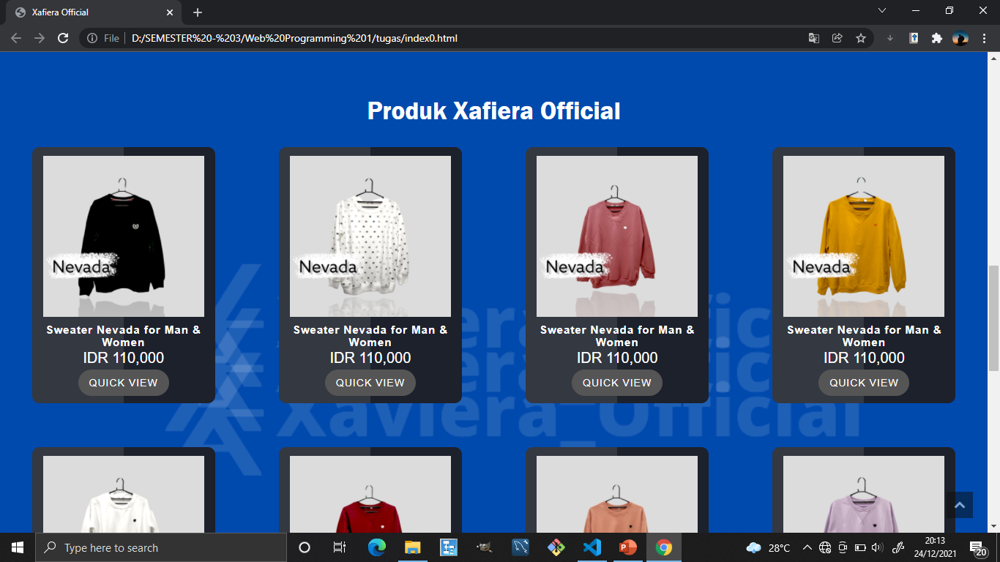 Xafiera Official
File
D:/SEMESTER%20-%203/Web%20Programming%201/tugas/index0.html
Produk Xafiera Official
Nevada
Nevada
Nevada
Nevada
Sweater Nevada for Man &
Women
IDR 110,000
QUICK VIEW
Sweater Nevada for Man &
Women
IDR 110,000
QUICK VIEW
Sweater Nevada for Man &
Women
IDR 110,000
QUICK VIEW
Sweater Nevada for Man &
Women
IDR 110,000
QUICK VIEW
Xaviera_Official
Type here to search
28°C
20:13
24/12/2021
20